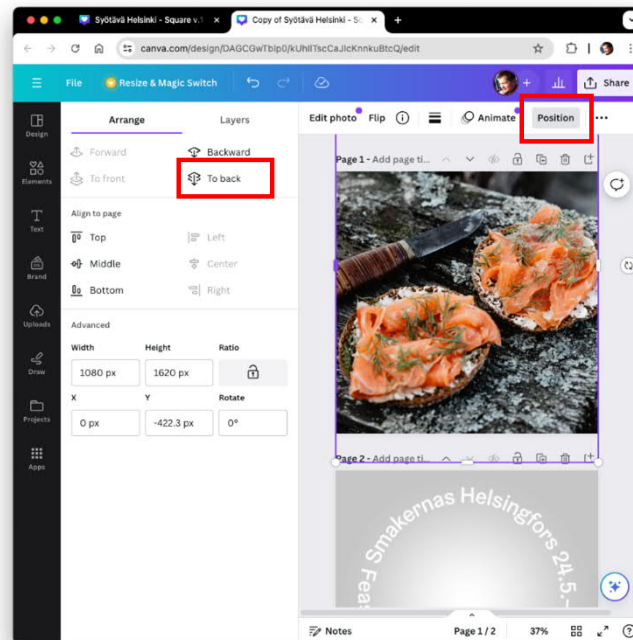 Syötävä Helsinki - Square v.1
Copy of Syötävä Helsinki - Sc
canva.com/design/DAGCGwTbip0/kUhIlTscCaJlcKnnkuBtcQ/edit
File
Resize & Magic Switch
Share
Design
Elements
Text
Brand
Uploads
Draw
Projects
Apps
Arrange
Layers
Forward
Backward
To front
To back
Align to page
Top
Left
Middle
Center
Bottom
Right
Advanced
Width
Height
Ratio
1080 px
1620 px
X
Y
Rotate
0 px
-422.3 px
0°
Edit photo
Flip
Animate
Position
Page 1 - Add page ti...
Page 2 - Add page ti...
Feas
Smakernas Helsingfors 24.5.–
Notes
Page 1 / 2
37%